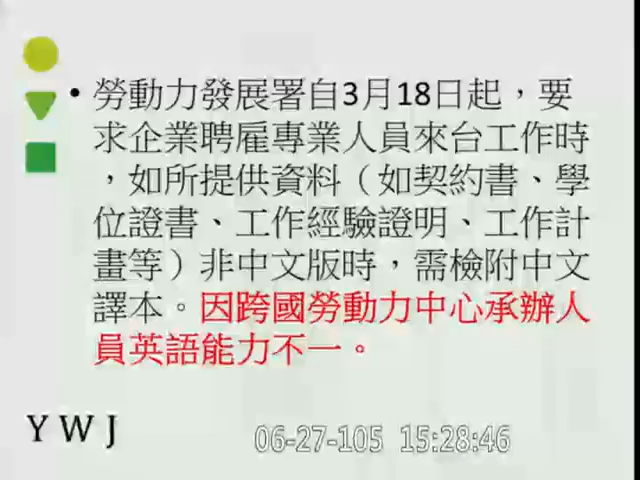 • 勞動力發展署自3月18日起，要
求企業聘雇專業人員來台工作時
，如所提供資料（如契約書、學
位證書、工作經驗證明、工作計
畫等）非中文版時，需檢附中文
譯本。因跨國勞動力中心承辦人
員英語能力不一。
Y W J
06-27-105 15:28:46